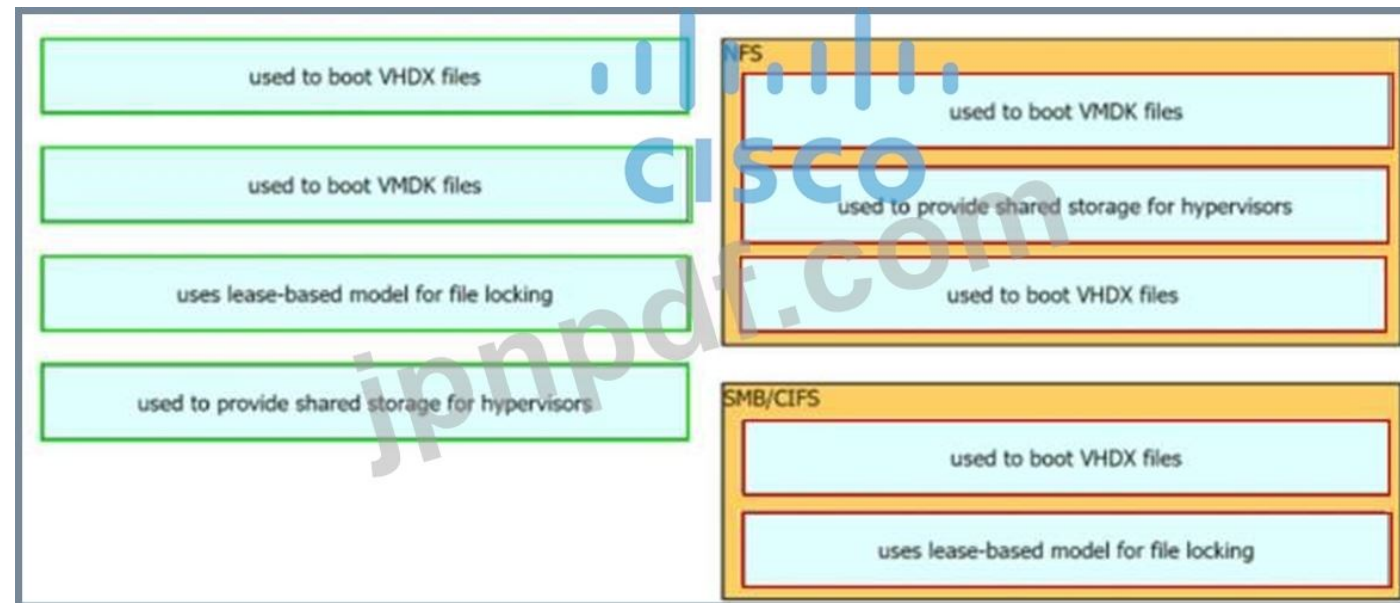 used to boot VHDX files
used to boot VMDK files
uses lease-based model for file locking
used to provide shared storage for hypervisors
NFS
used to boot VMDK files
used to provide shared storage for hypervisors
used to boot VHDX files
SMB/CIFS
used to boot VHDX files
uses lease-based model for file locking
CISCO
jpnpdf.com